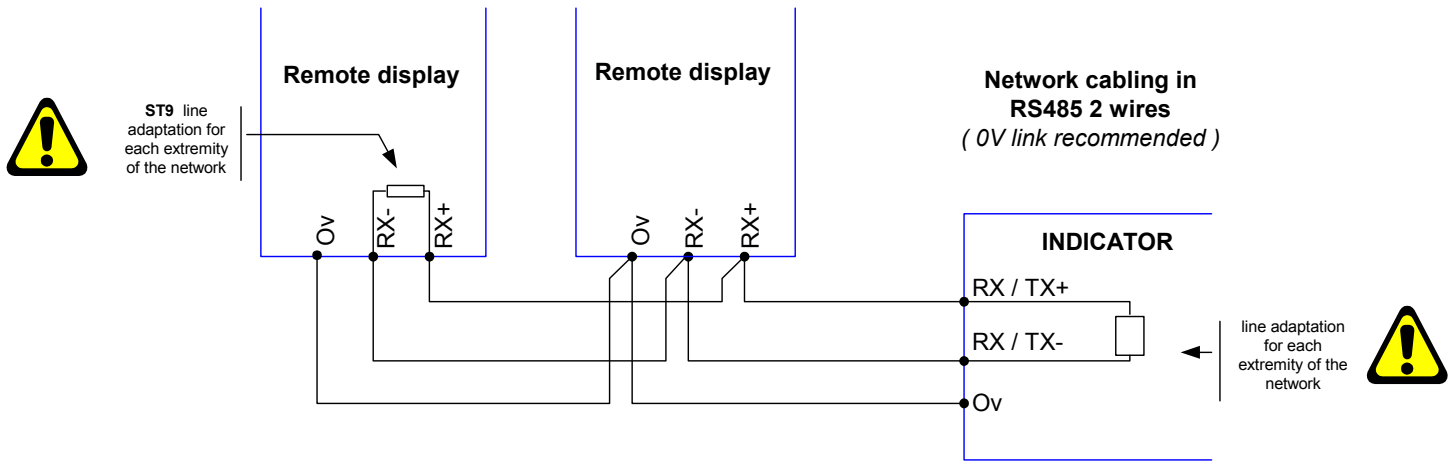 Remote display
Remote display
Network cabling in
RS485 2 wires
( 0V link recommended )
ST9 line
adaptation for
each extremity
of the network
Ov
RX-
RX+
Ov
RX-
RX+
INDICATOR
RX / TX+
RX / TX-
Ov
line adaptation
for each
extremity of the
network